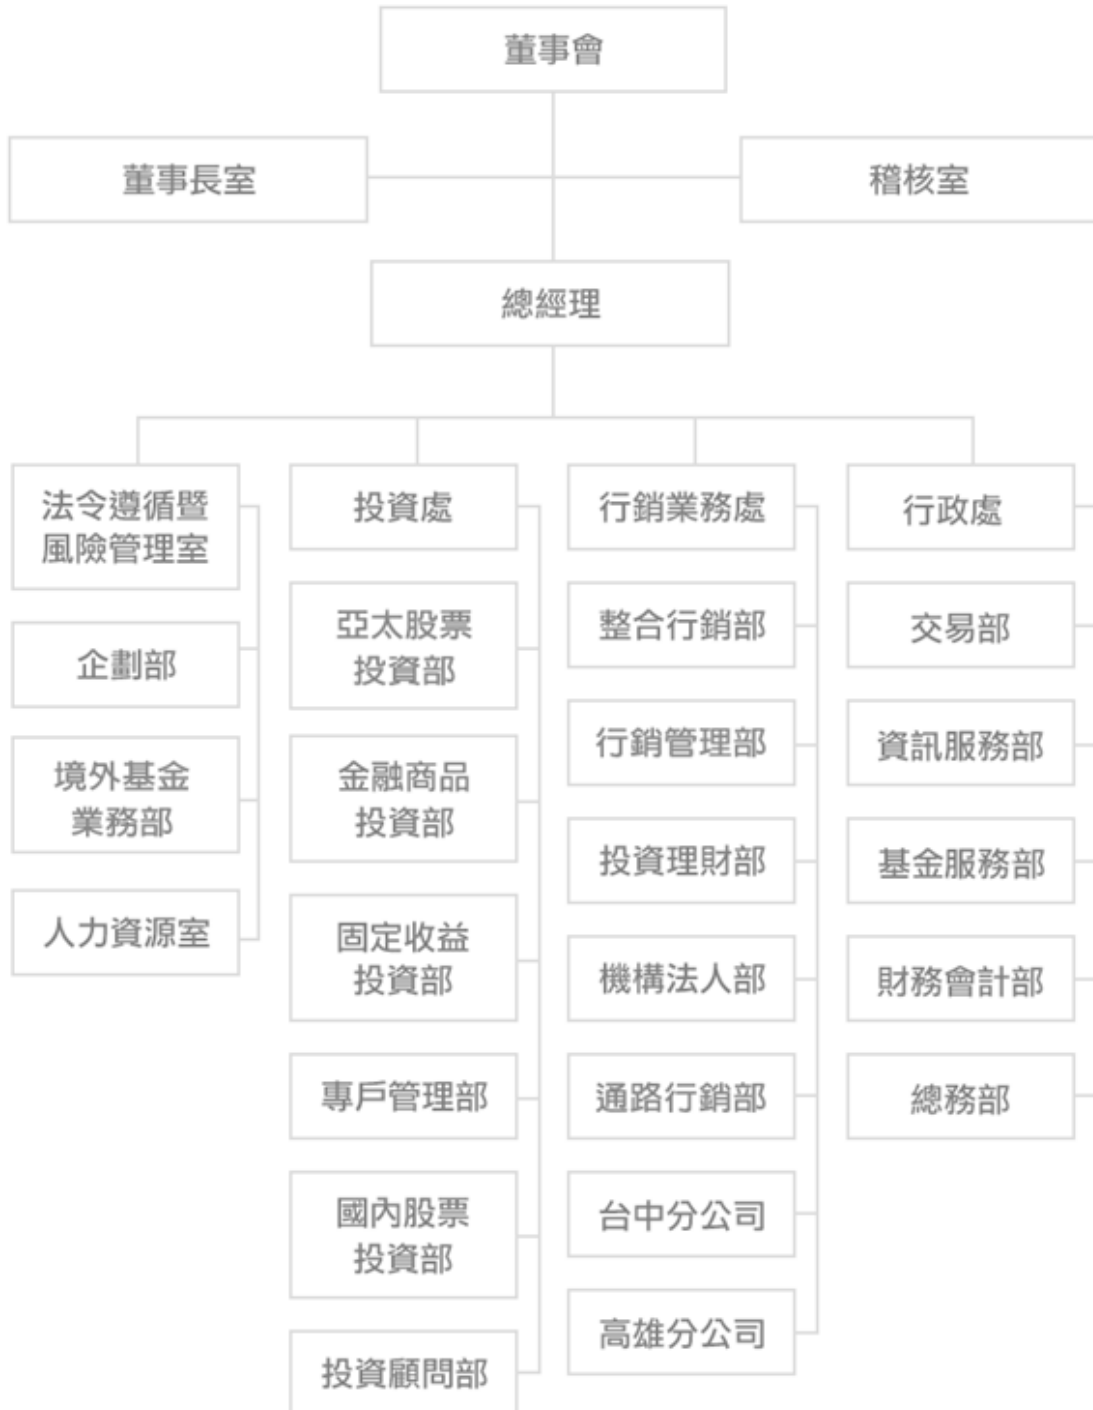 董事會
董事長室
稽核室
總經理
法令遵循暨
風險管理室
企劃部
境外基金
業務部
人力資源室
投資處
亞太股票
投資部
金融商品
投資部
固定收益
投資部
專戶管理部
國內股票
投資部
投資顧問部
行銷業務處
整合行銷部
行銷管理部
投資理財部
機構法人部
通路行銷部
台中分公司
高雄分公司
行政處
交易部
資訊服務部
基金服務部
財務會計部
總務部